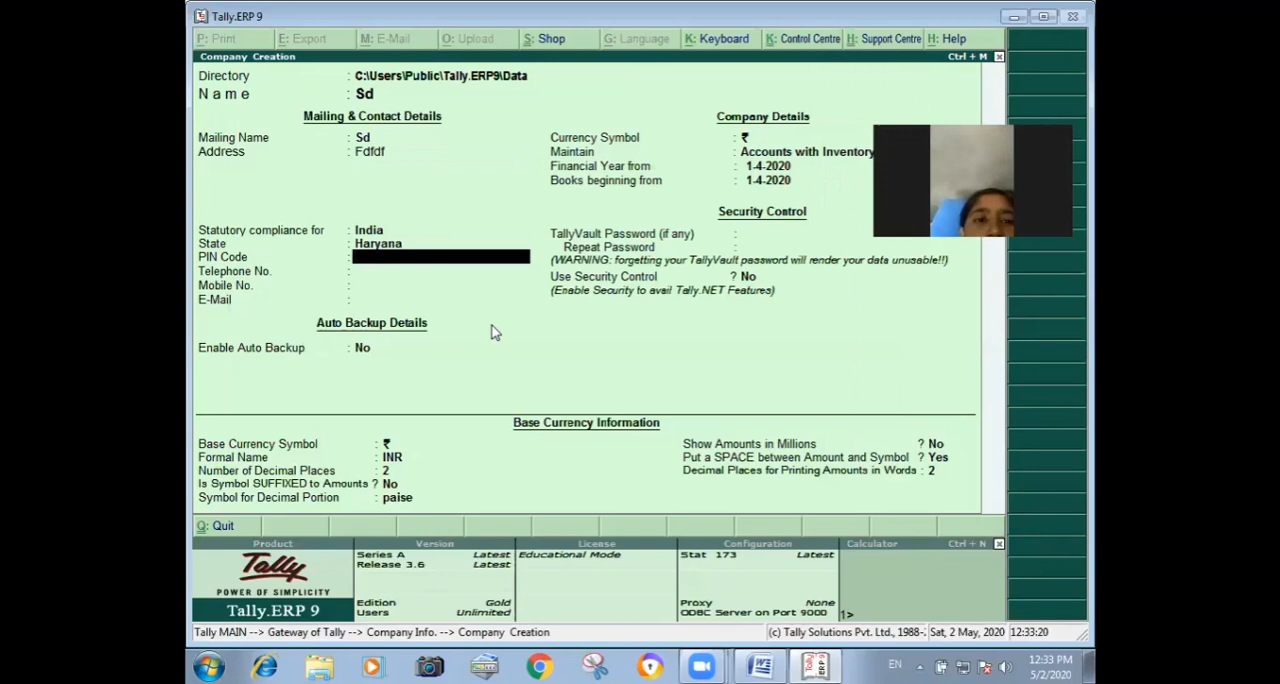 Tally.ERP 9
P: Print E: Export M: E-Mail O: Upload S: Shop G: Language K: Keyboard K: Control Centre H: Support Centre H: Help
Company Creation Ctrl + M
Directory : C:\Users\Public\Tally.ERP9\Data
Name : Sd
Mailing & Contact Details
Mailing Name : Sd
Address : Fdfdf
Statutory compliance for : India
State : Haryana
PIN Code
Telephone No. :
Mobile No. :
E-Mail :
Auto Backup Details
Enable Auto Backup : No
Company Details
Currency Symbol : ₹
Maintain : Accounts with Inventory
Financial Year from : 1-4-2020
Books beginning from : 1-4-2020
Security Control
TallyVault Password (if any) :
Repeat Password :
(WARNING: forgetting your TallyVault password will render your data unusable!!)
Use Security Control ? No
(Enable Security to avail Tally.NET Features)
Base Currency Information
Base Currency Symbol : ₹
Formal Name : INR
Number of Decimal Places : 2
Is Symbol SUFFIXED to Amounts ? No
Symbol for Decimal Portion : paise
Show Amounts in Millions ? No
Put a SPACE between Amount and Symbol ? Yes
Decimal Places for Printing Amounts in Words : 2
Q: Quit
Product Version License Configuration Calculator Ctrl + N
Tally
POWER OF SIMPLICITY
Tally.ERP 9
Series A Latest
Release 3.6 Latest
Edition Gold
Users Unlimited
Educational Mode
Stat 173 Latest
Proxy None
ODBC Server on Port 9000
1>
Tally MAIN --> Gateway of Tally --> Company Info. --> Company Creation (c) Tally Solutions Pvt. Ltd., 1988-. Sat, 2 May, 2020 12:33:20
EN 12:33 PM
5/2/2020